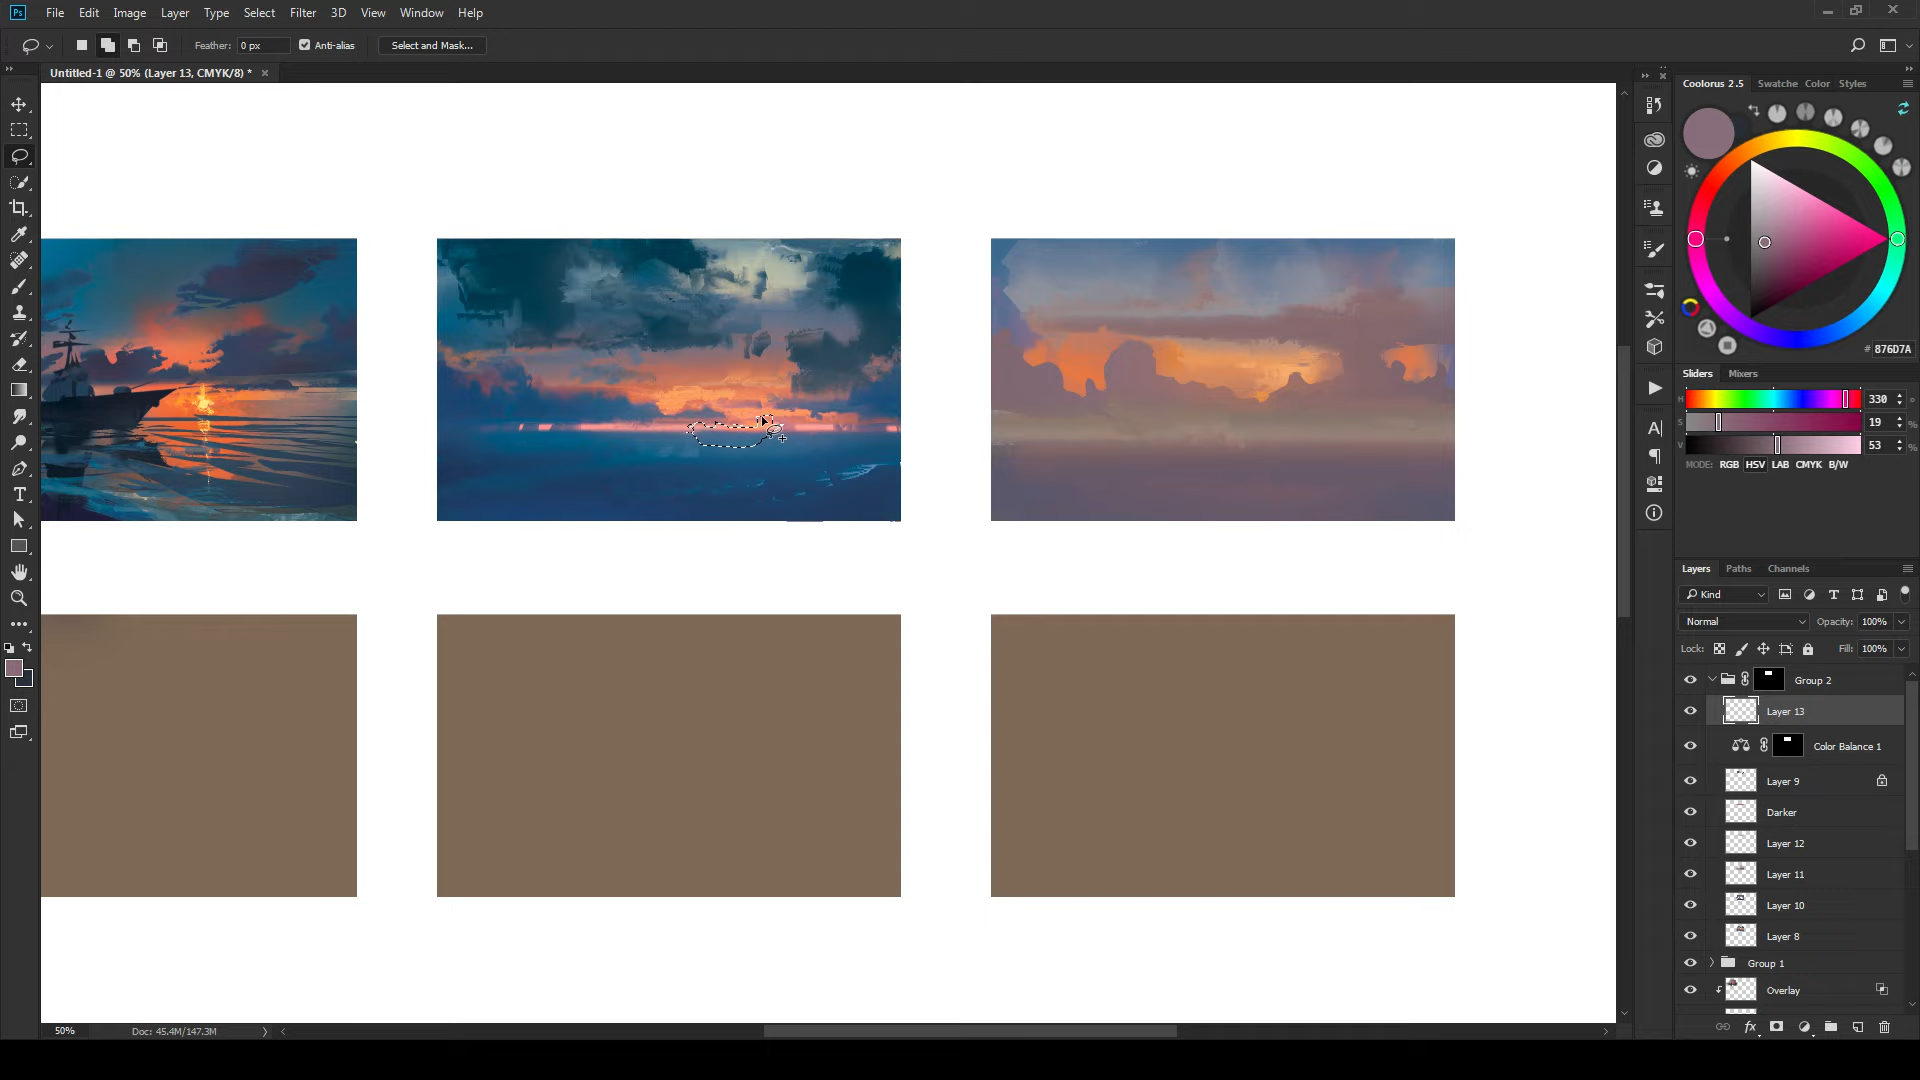 Ps File Edit Image Layer Type Select Filter 3D View Window Help
Feather: 0 px Anti-alias Select and Mask...
Untitled-1 @ 50% (Layer 13, CMYK/8) *
Coolorus 2.5 Swatche Color Styles
# 876D7A
Sliders Mixers
H 330 °
S 19 %
V 53 %
MODE: RGB HSV LAB CMYK B/W
Layers Paths Channels
Kind
Normal Opacity: 100%
Lock: Fill: 100%
Group 2
Layer 13
Color Balance 1
Layer 9
Darker
Layer 12
Layer 11
Layer 10
Layer 8
Group 1
Overlay
50% Doc: 45.4M/147.3M